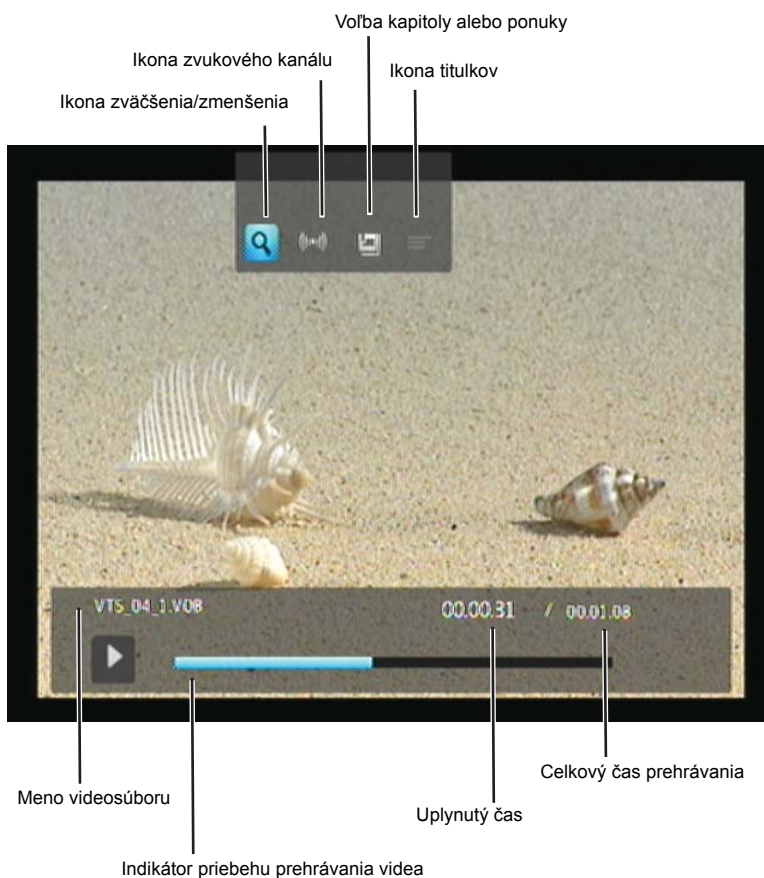 Voľba kapitoly alebo ponuky
Ikona zvukového kanálu
Ikona titulkov
Ikona zväčšenia/zmenšenia
VTS_04_1.VOB
00.00.31 / 00.01.08
Celkový čas prehrávania
Meno videosúboru
Uplynutý čas
Indikátor priebehu prehrávania videa